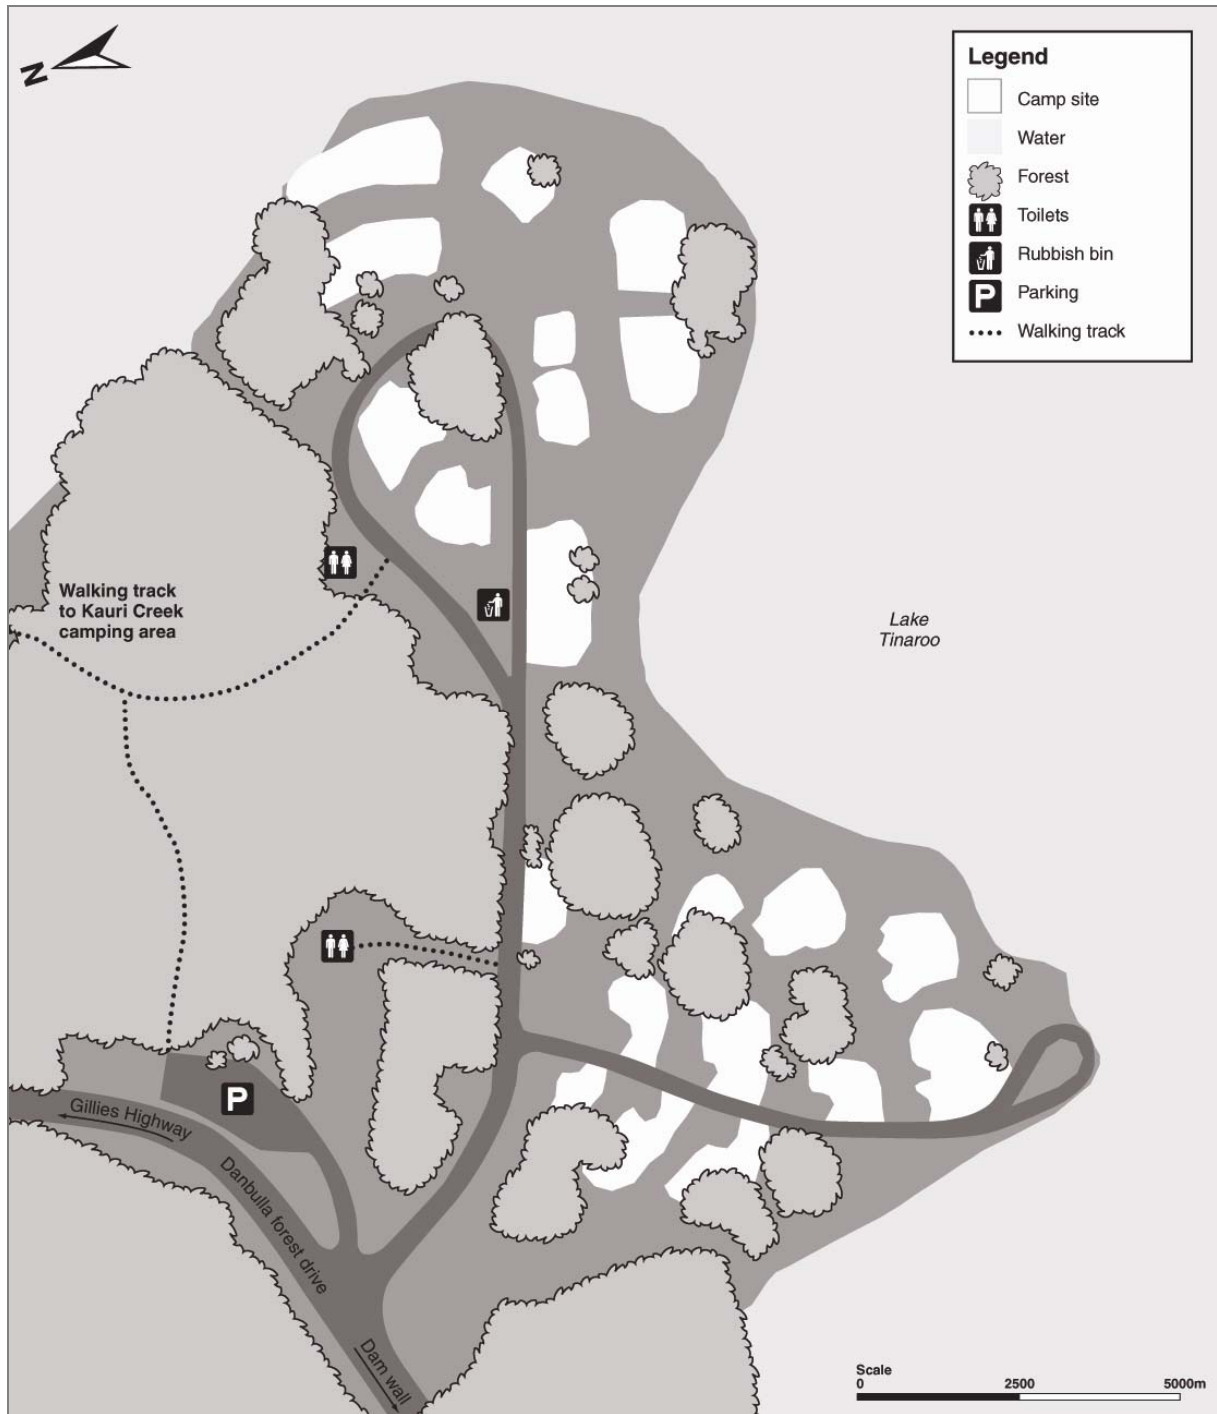 N
Legend
Camp site
Water
Forest
Toilets
Rubbish bin
P Parking
Walking track
Walking track
to Kauri Creek
camping area
Lake
Tinaroo
P
Gillies Highway
Danbulla forest drive
Dam wall
Scale
0 2500 5000m